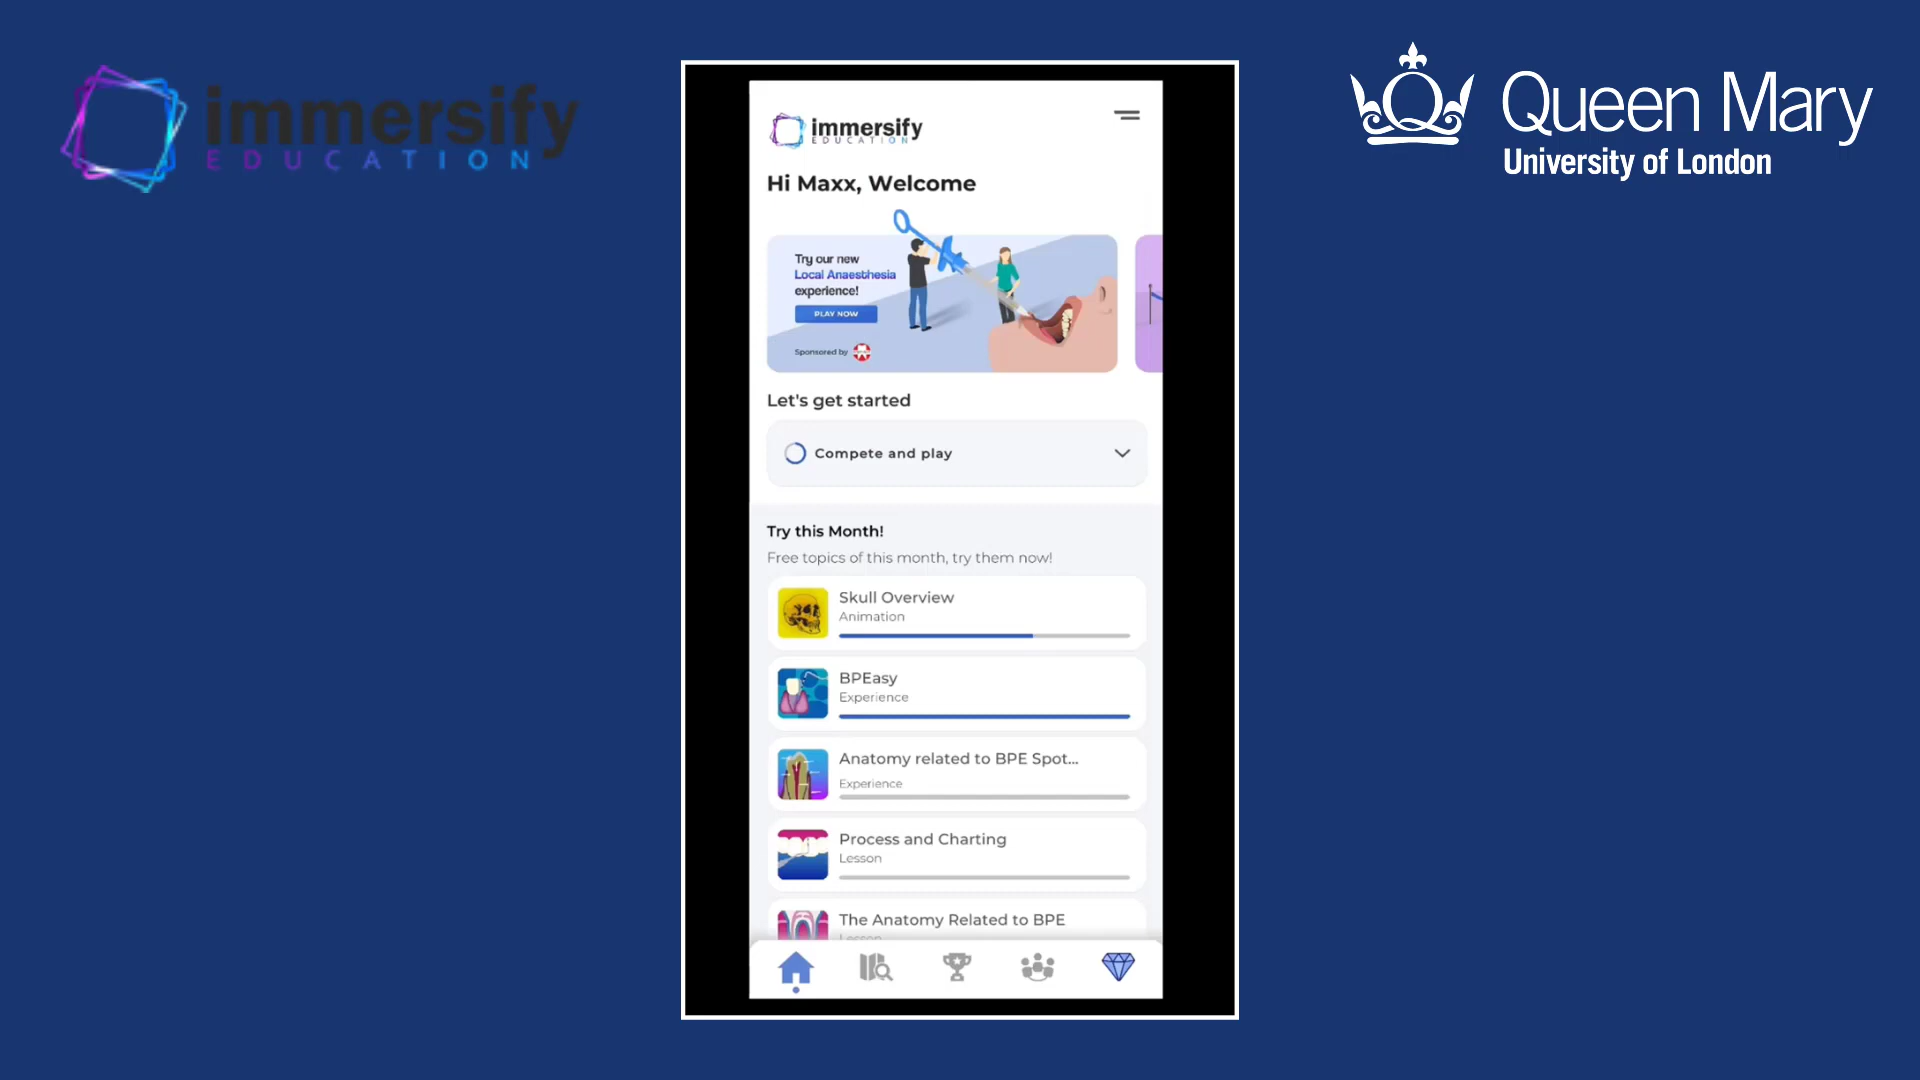 immersify
EDUCATION
Queen Mary
University of London
immersify
EDUCATION
Hi Maxx, Welcome
Try our new
Local Anaesthesia
experience!
PLAY NOW
Sponsored by
Let's get started
Compete and play
Try this Month!
Free topics of this month, try them now!
Skull Overview
Animation
BPEasy
Experience
Anatomy related to BPE Spot...
Experience
Process and Charting
Lesson
The Anatomy Related to BPE
Lesson